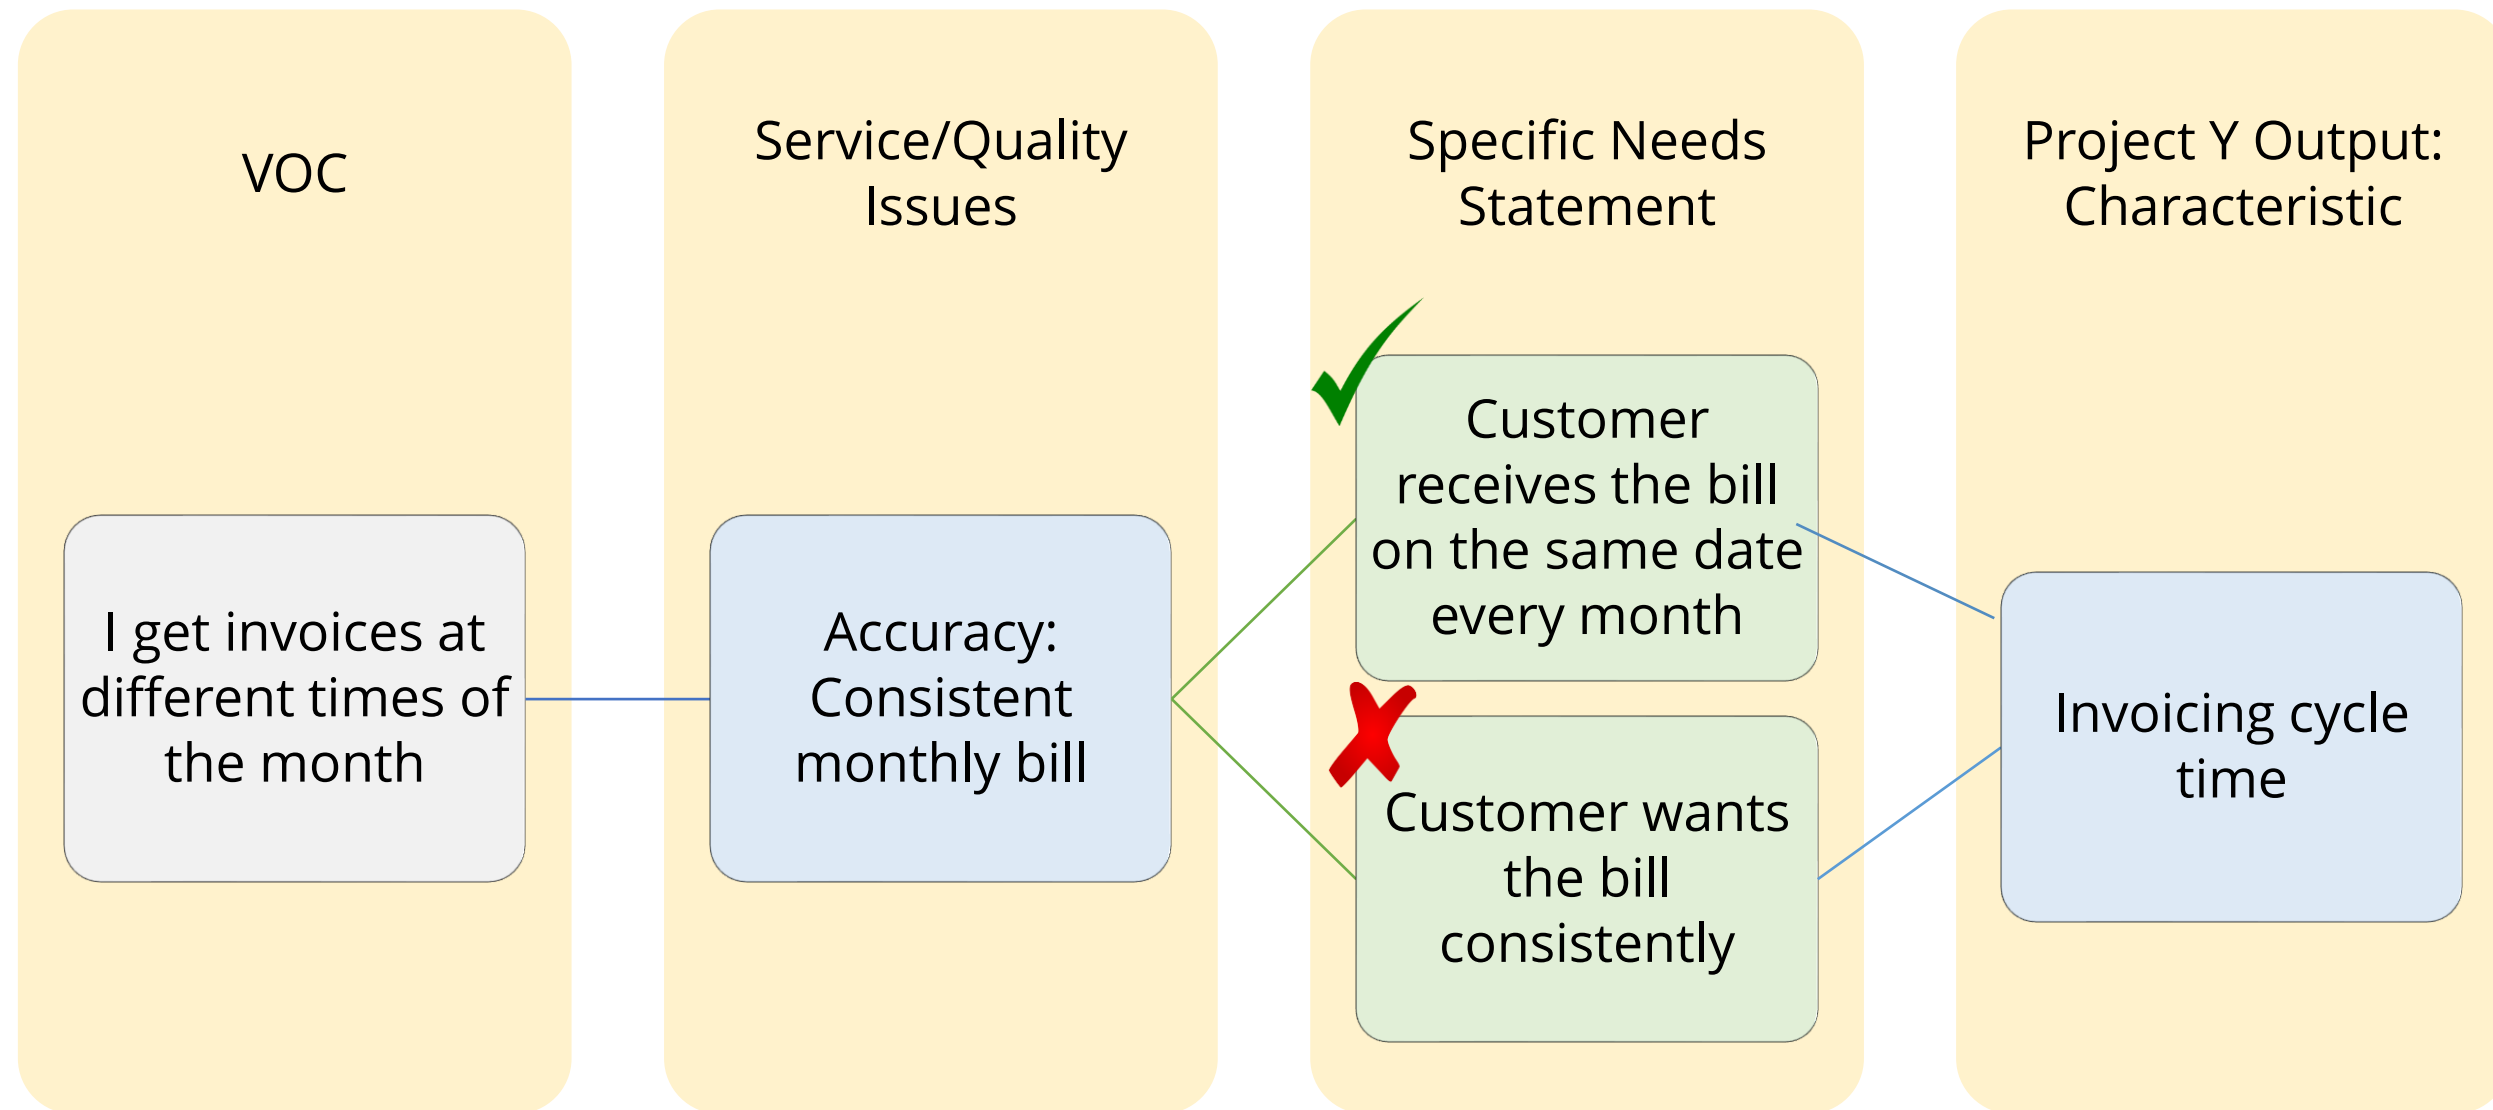 VOC
Service/Quality
Issues
Specific Needs
Statement
Project Y Output:
Characteristic
I get invoices at
different times of
the month
Accuracy:
Consistent
monthly bill
Customer
receives the bill
on the same date
every month
Customer wants
the bill
consistently
Invoicing cycle
time